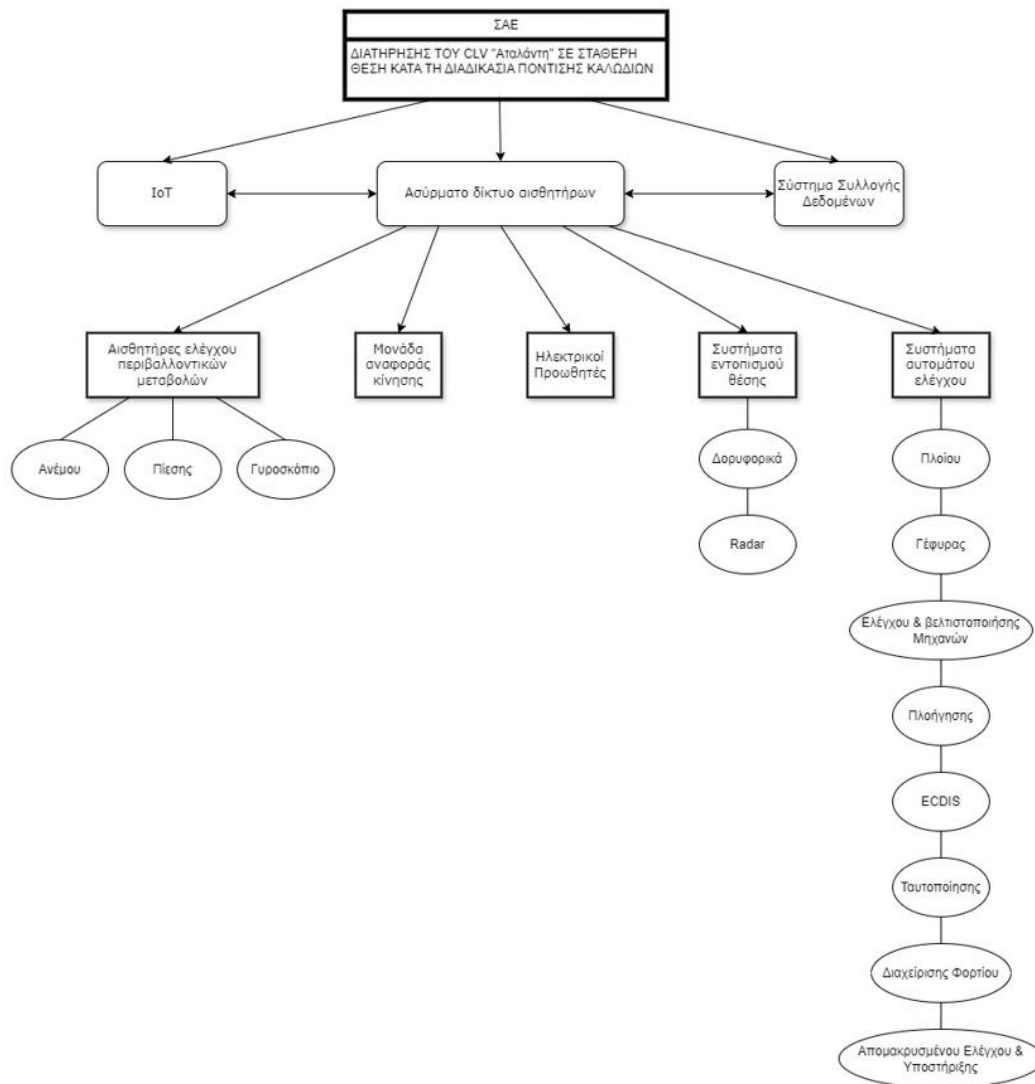 ΣΑΕ
ΔΙΑΤΗΡΗΣΗΣ ΤΟΥ CLV "Αταλάντη" ΣΕ ΣΤΑΘΕΡΗ
ΘΕΣΗ ΚΑΤΑ ΤΗ ΔΙΑΔΙΚΑΣΙΑ ΠΟΝΤΙΣΗΣ ΚΑΛΩΔΙΩΝ
IoT
Ασύρματο δίκτυο αισθητήρων
Σύστημα Συλλογής
Δεδομένων
Αισθητήρες ελέγχου
περιβαλλοντικών
μεταβολών
Μονάδα
αναφοράς
κίνησης
Ηλεκτρικοί
Προωθητές
Συστήματα
εντοπισμού
θέσης
Συστήματα
αυτομάτου
ελέγχου
Ανέμου
Πίεσης
Γυροσκόπιο
Δορυφορικά
Πλοίου
Radar
Γέφυρας
Ελέγχου & βελτιστοποιήσης
Μηχανών
Πλοήγησης
ECDIS
Ταυτοποίησης
Διαχείρισης Φορτίου
Απομακρυσμένου Ελέγχου &
Υποστήριξης